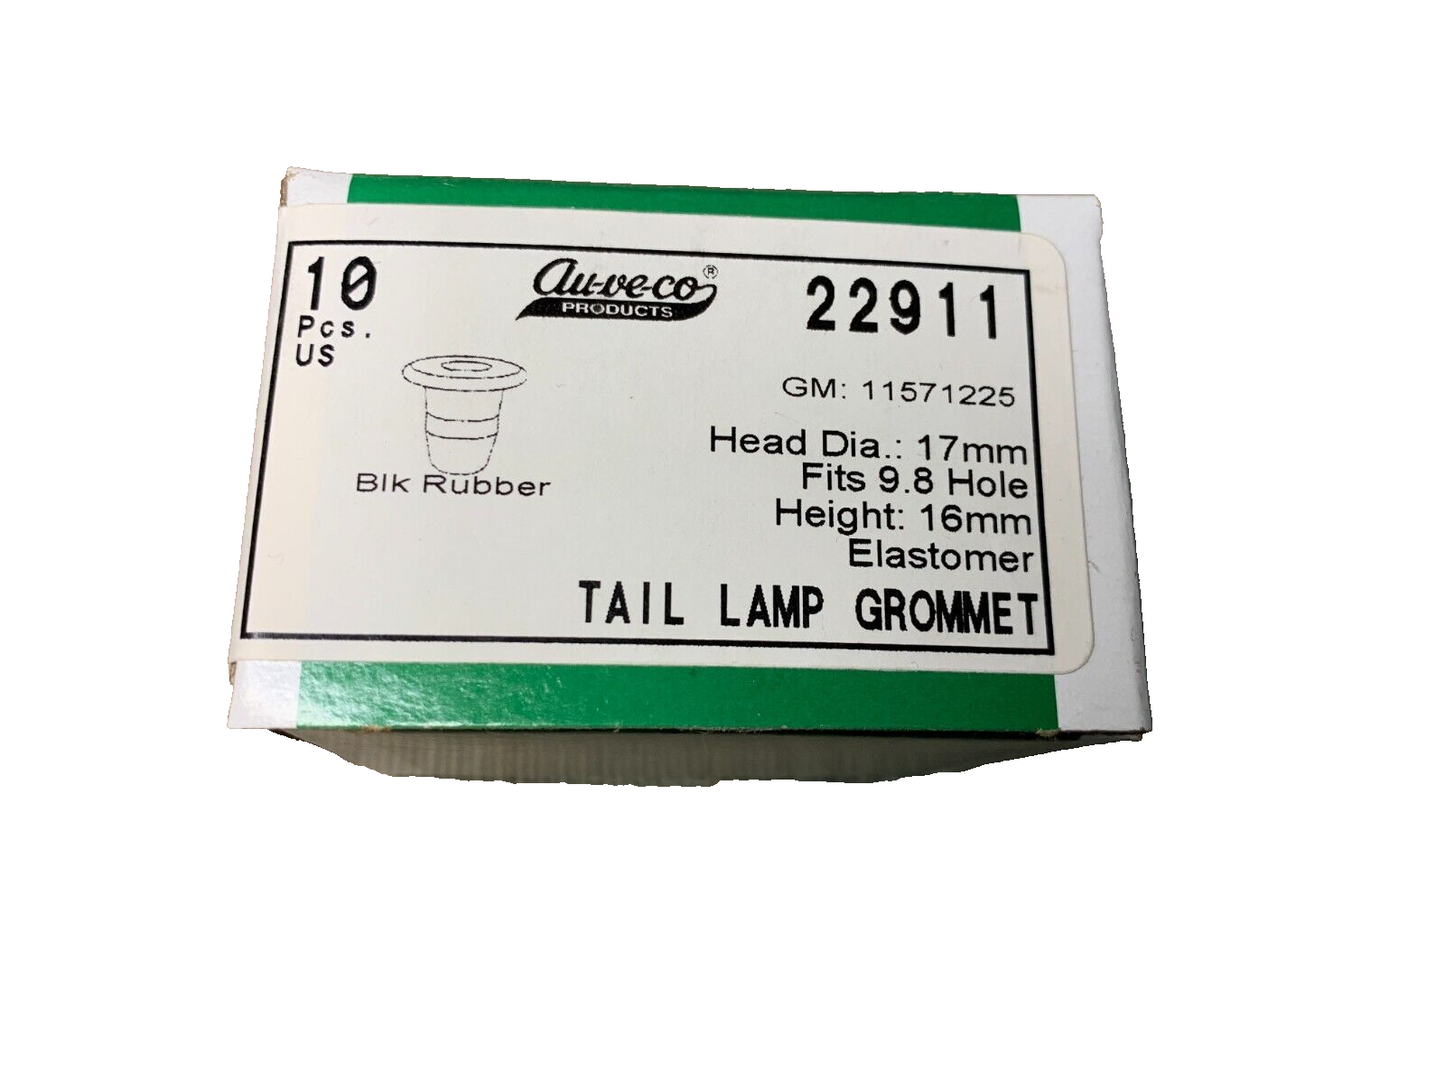 10
Pcs.
US
au-ve-co®
PRODUCTS
22911
GM: 11571225
Head Dia.: 17mm
Fits 9.8 Hole
Height: 16mm
Elastomer
Blk Rubber
TAIL LAMP GROMMET